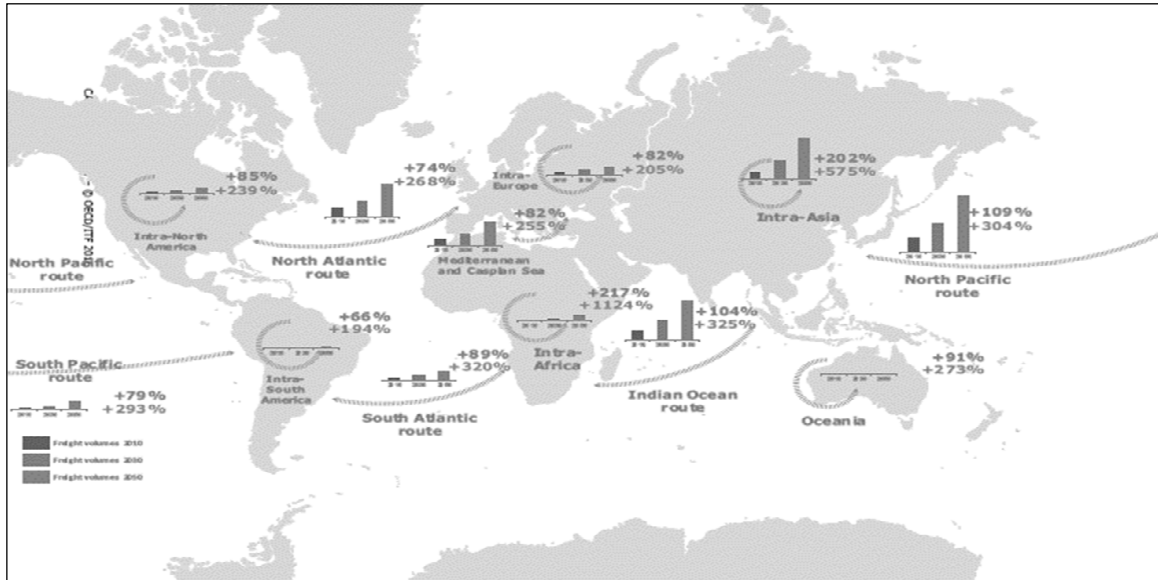 +85%
+239%
Intra-North
America
© OECD/ITF
North Pacific
route
+74%
+268%
North Atlantic
route
Intra-
Europe
+82%
+205%
+82%
+255%
Mediterranean
and Caspian Sea
+202%
+575%
Intra-Asia
+109%
+304%
North Pacific
route
+66%
+194%
Intra-
South
America
South Pacific
route
+79%
+293%
+89%
+320%
South Atlantic
route
+217%
+1124%
Intra-
Africa
+104%
+325%
Indian Ocean
route
+91%
+273%
Oceania
Freight volumes 2010
Freight volumes 2030
Freight volumes 2050